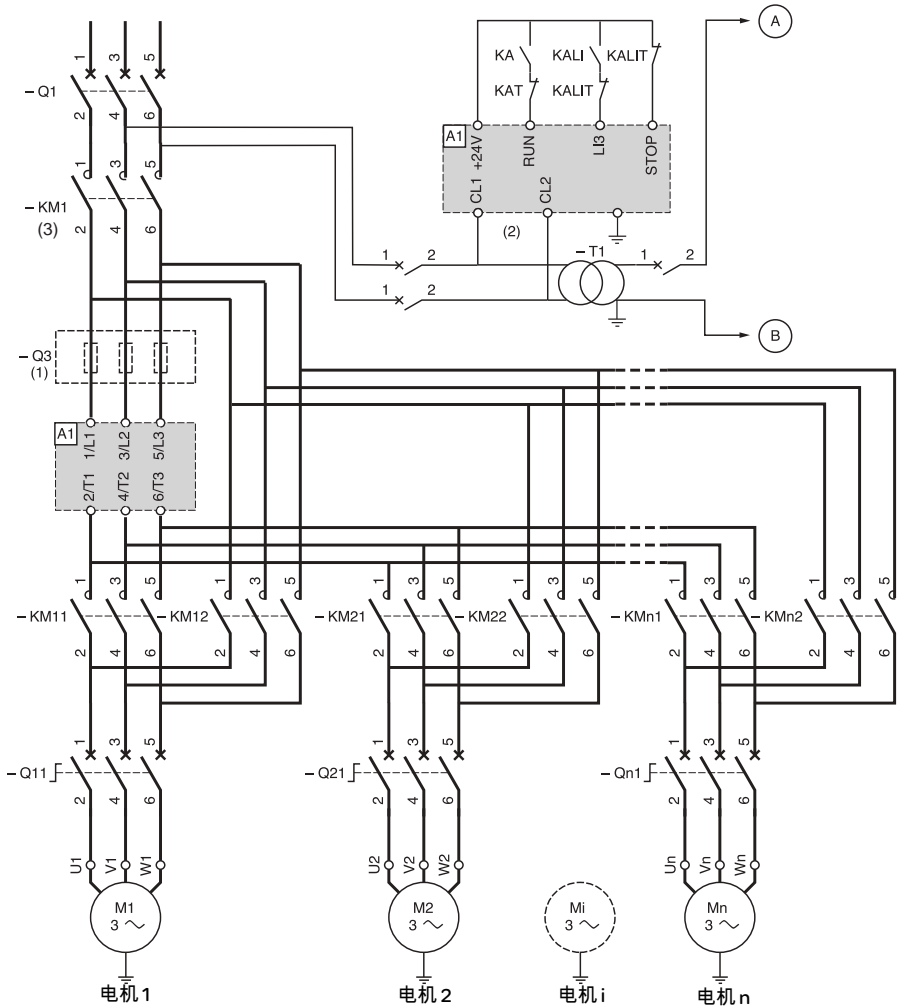 A
KA
KALI
KALIT
KAT
KALIT
1 3 5
– Q1
2 4 6
A1
+24V RUN LI3 STOP
CL1 CL2
(2)
1 3 5
– KM1
(3)
2 4 6
1 2
– T1
1 2
1 2
B
– Q3
(1)
A1
1/L1 3/L2 5/L3
2/T1 4/T2 6/T3
1 3 5 1 3 5 1 3 5 1 3 5 1 3 5 1 3 5
– KM11 – KM12 – KM21 – KM22 – KMn1 – KMn2
2 4 6 2 4 6 2 4 6 2 4 6 2 4 6 2 4 6
1 3 5 1 3 5 1 3 5
– Q11 – Q21 – Qn1
2 4 6 2 4 6 2 4 6
U1 V1 W1 U2 V2 W2 Un Vn Wn
M1 M2 Mi Mn
3 ~ 3 ~ 3 ~ 3 ~
电机1 电机2 电机i 电机n